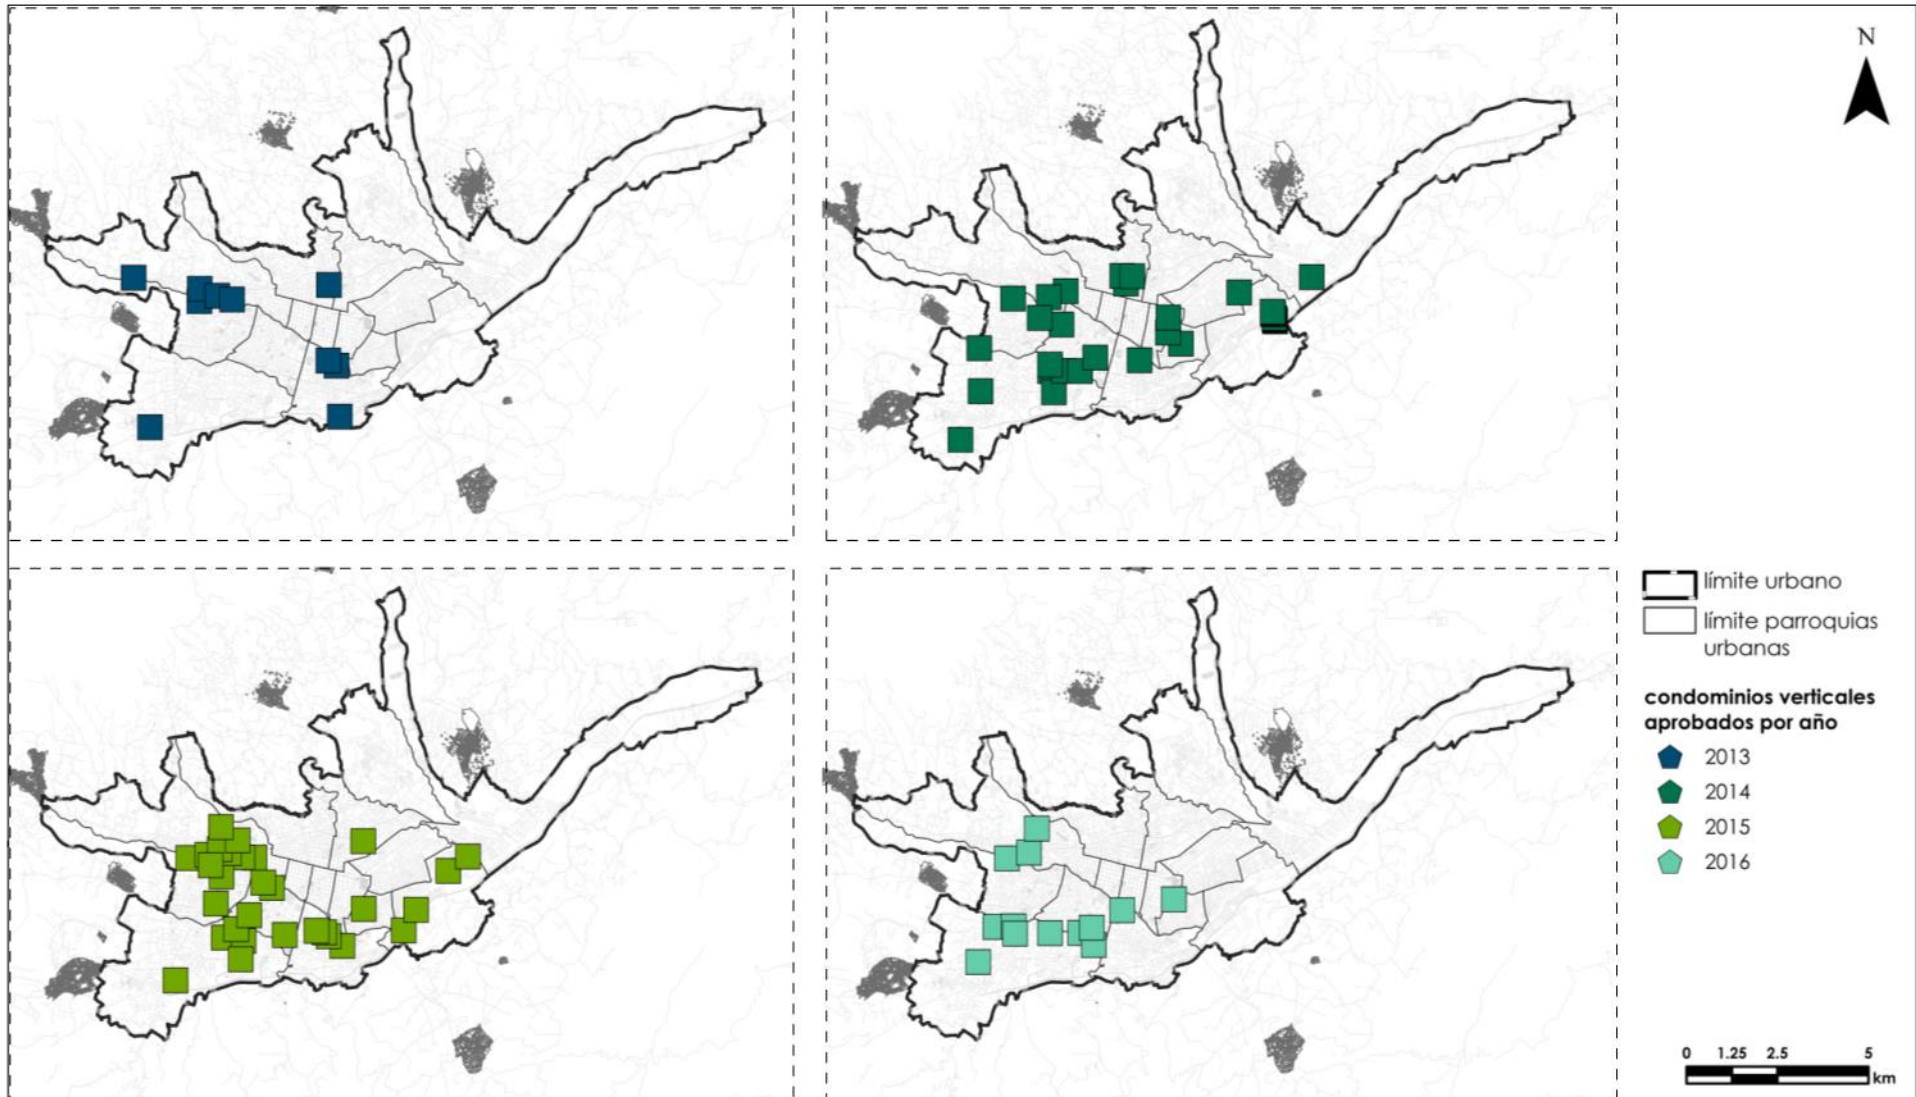 N
límite urbano
límite parroquias
urbanas
condominios verticales
aprobados por año
2013
2014
2015
2016
0 1.25 2.5 5
km